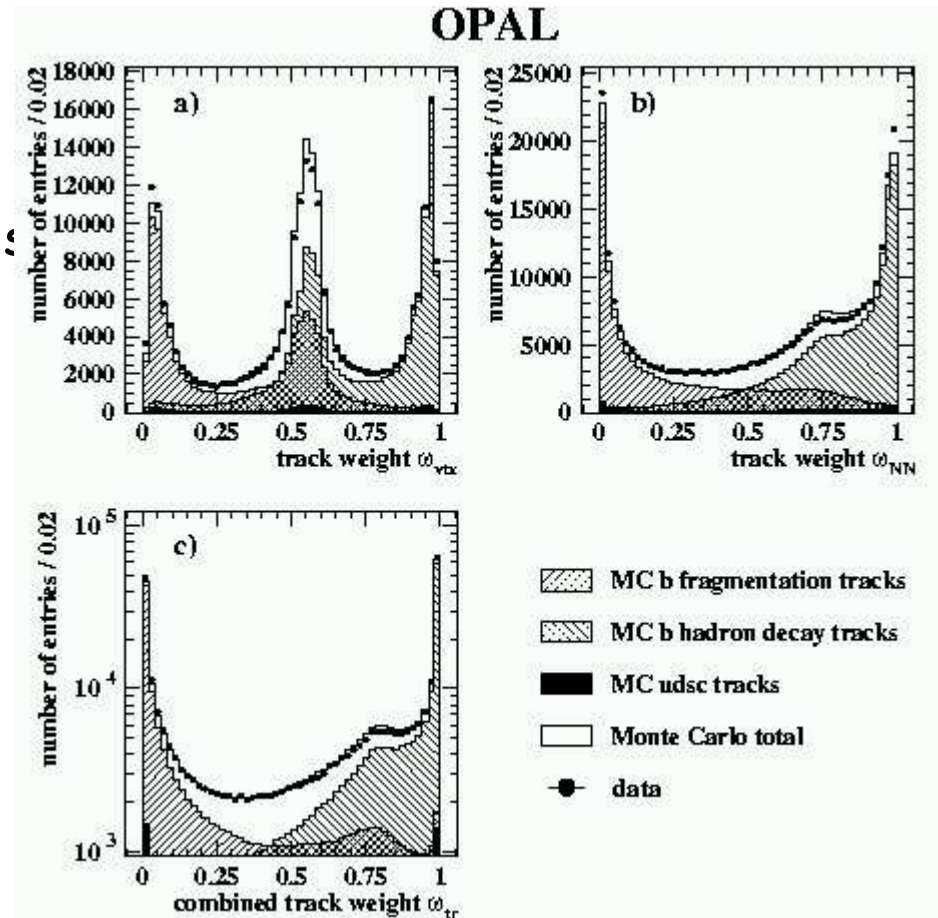 OPAL
number of entries / 0.02
18000
16000
14000
12000
10000
8000
6000
4000
2000
0
a)
0 0.25 0.5 0.75 1
track weight ω_vtx
number of entries / 0.02
25000
20000
15000
10000
5000
0
b)
0 0.25 0.5 0.75 1
track weight ω_NN
s
number of entries / 0.02
10^5
10^4
10^3
c)
0 0.25 0.5 0.75 1
combined track weight ω_tr
MC b fragmentation tracks
MC b hadron decay tracks
MC udsc tracks
Monte Carlo total
data